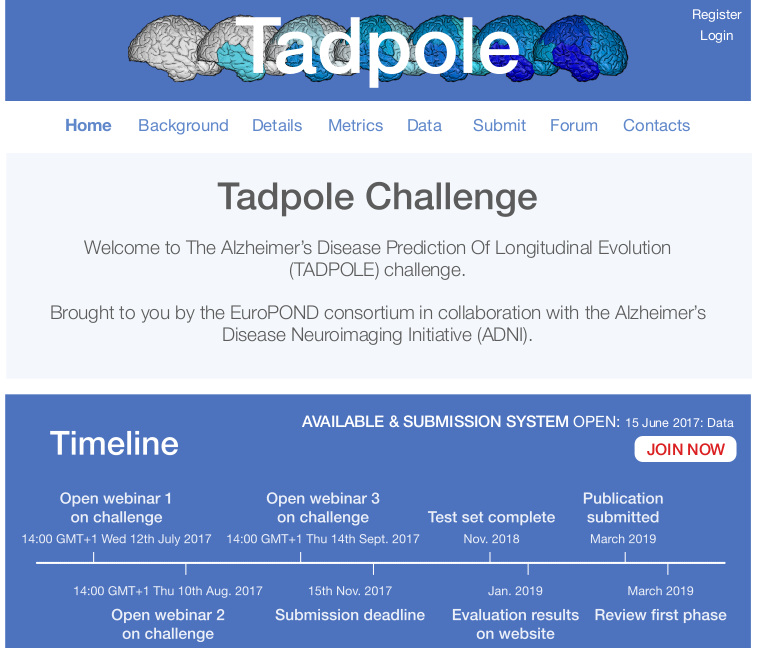 Tadpole
Register
Login
Home Background Details Metrics Data Submit Forum Contacts
Tadpole Challenge
Welcome to The Alzheimer’s Disease Prediction Of Longitudinal Evolution
(TADPOLE) challenge.
Brought to you by the EuroPOND consortium in collaboration with the Alzheimer’s
Disease Neuroimaging Initiative (ADNI).
AVAILABLE & SUBMISSION SYSTEM OPEN: 15 June 2017: Data
Timeline
JOIN NOW
Open webinar 1
on challenge
14:00 GMT+1 Wed 12th July 2017
Open webinar 3
on challenge
14:00 GMT+1 Thu 14th Sept. 2017
Test set complete
Nov. 2018
Publication
submitted
March 2019
14:00 GMT+1 Thu 10th Aug. 2017
Open webinar 2
on challenge
15th Nov. 2017
Submission deadline
Jan. 2019
Evaluation results
on website
March 2019
Review first phase